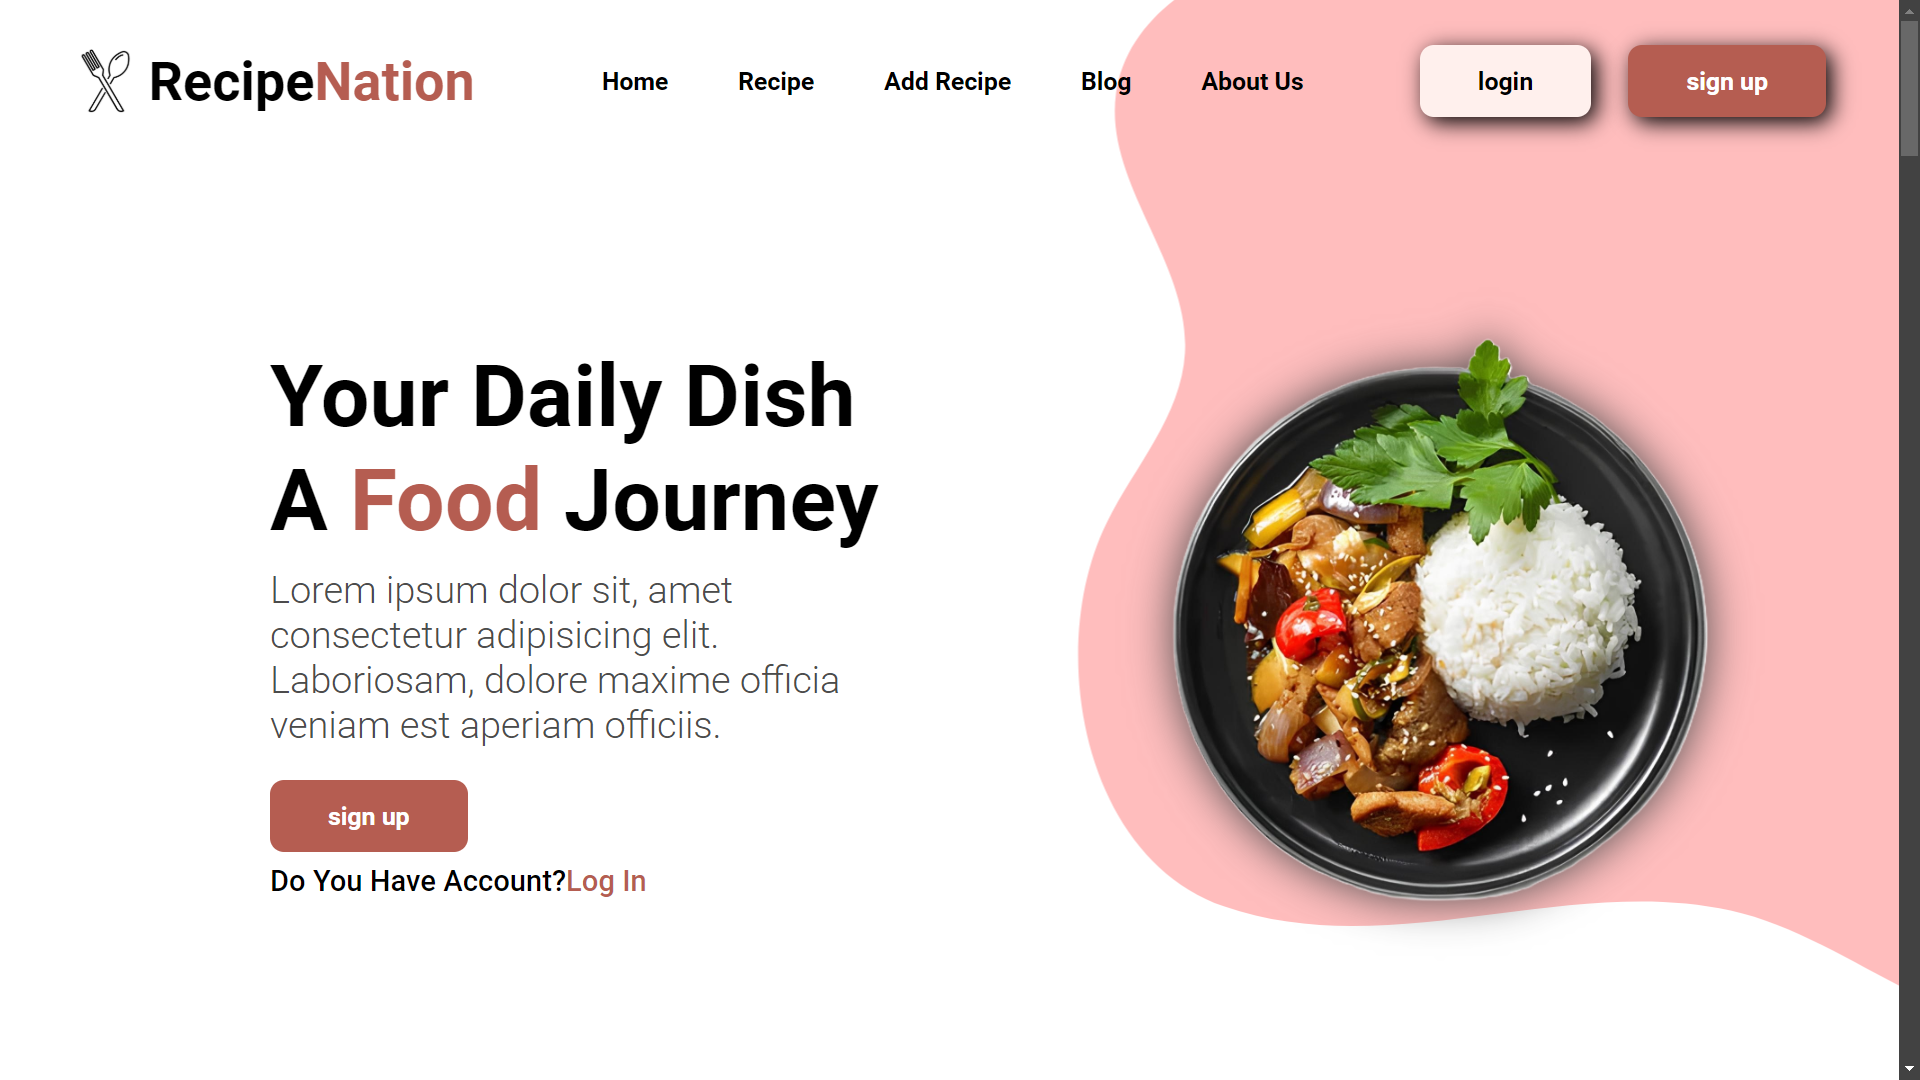 RecipeNation
Home
Recipe
Add Recipe
Blog
About Us
login
sign up
Your Daily Dish
A Food Journey
Lorem ipsum dolor sit, amet
consectetur adipisicing elit.
Laboriosam, dolore maxime officia
veniam est aperiam officiis.
sign up
Do You Have Account?Log In